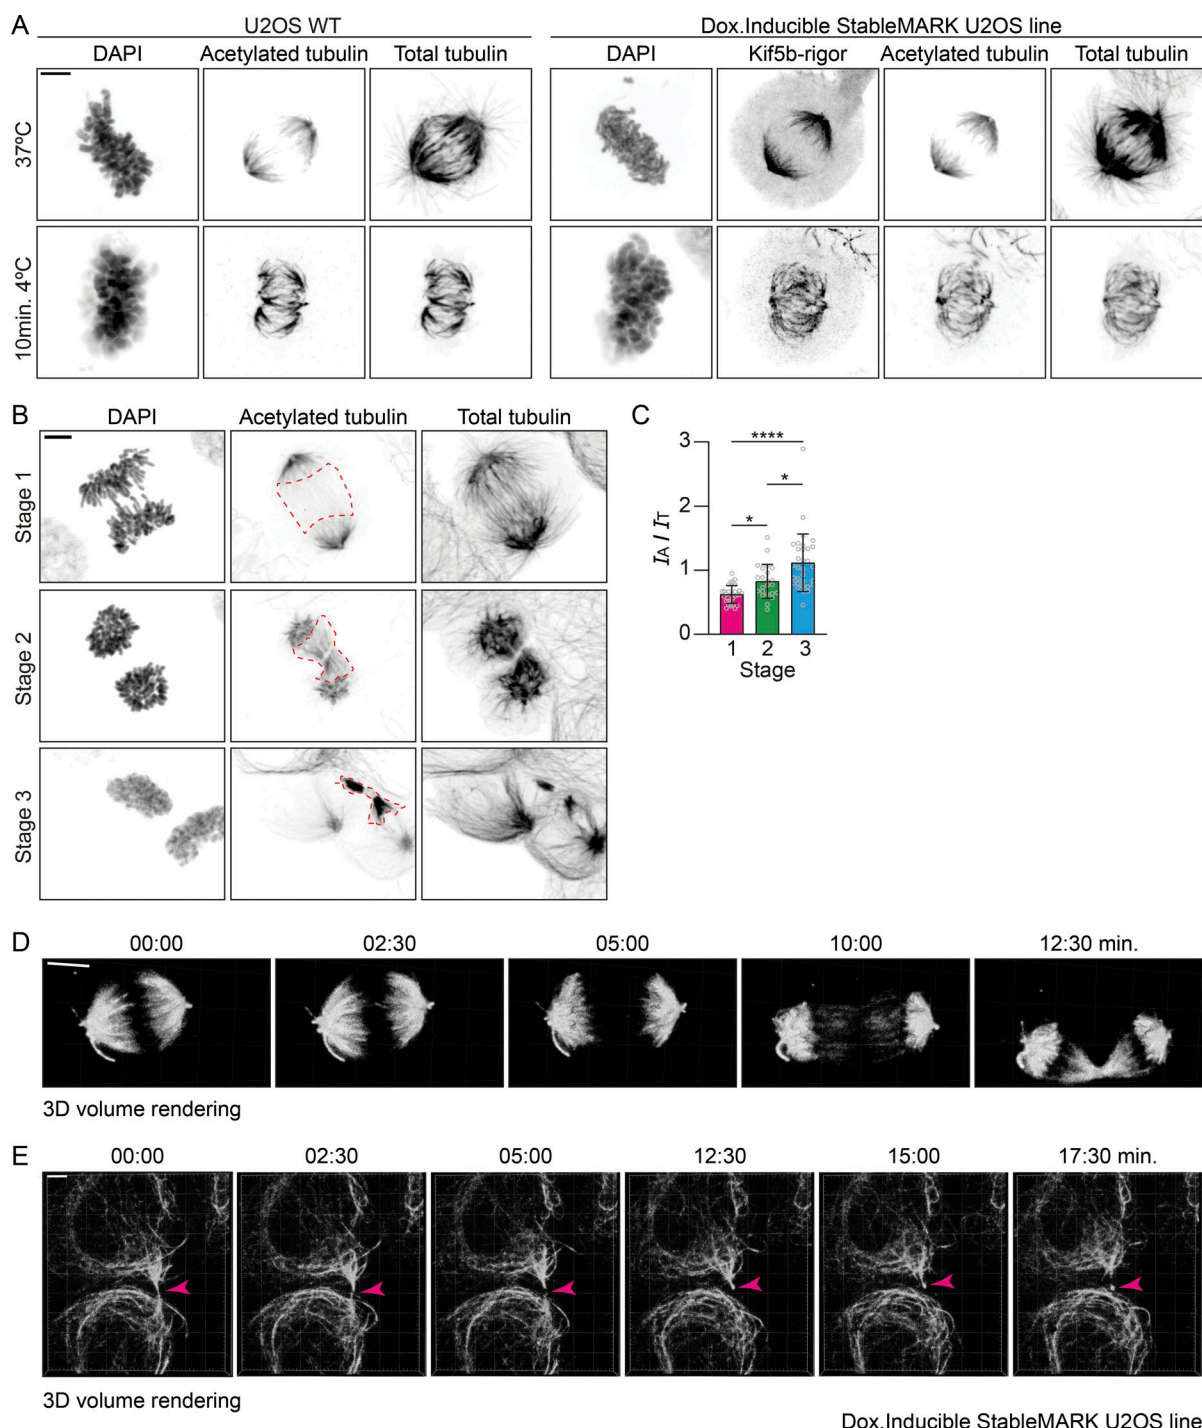 A
U2OS WT
Dox.Inducible StableMARK U2OS line
DAPI Acetylated tubulin Total tubulin DAPI Kif5b-rigor Acetylated tubulin Total tubulin
37ºC
10min. 4ºC
B
DAPI Acetylated tubulin Total tubulin
Stage 1
Stage 2
Stage 3
C
3
2
1
0
IA / IT
****
*
*
1 2 3
Stage
D
00:00 02:30 05:00 10:00 12:30 min.
3D volume rendering
E
00:00 02:30 05:00 12:30 15:00 17:30 min.
3D volume rendering
Dox.Inducible StableMARK U2OS line